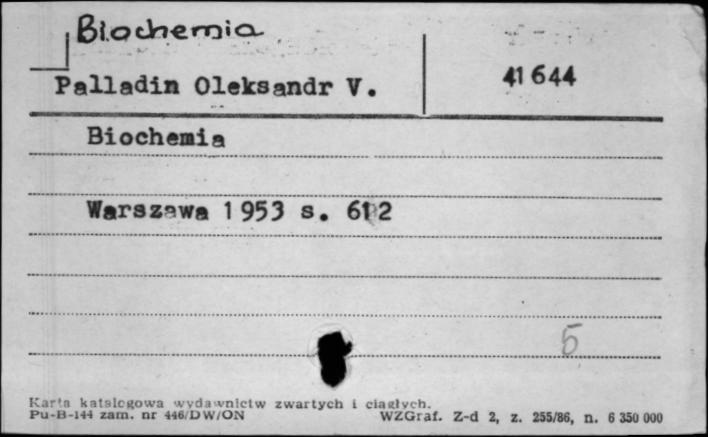 Biochemia
Palladin Oleksandr V.
41644
Biochemia
Warszawa 1953 s. 612
5
Karta katalogowa wydawnictw zwartych i ciągłych.
Pu-B-144 zam. nr 446/DW/ON
WZGraf. Z-d 2, z. 255/86, n. 6 350 000